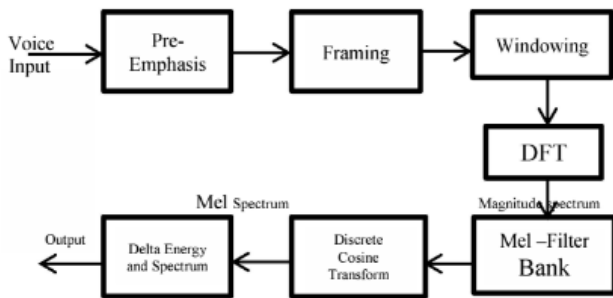 Voice
Input
Pre-
Emphasis
Framing
Windowing
DFT
Magnitude spectrum
Mel –Filter
Bank
Mel Spectrum
Discrete
Cosine
Transform
Delta Energy
and Spectrum
Output